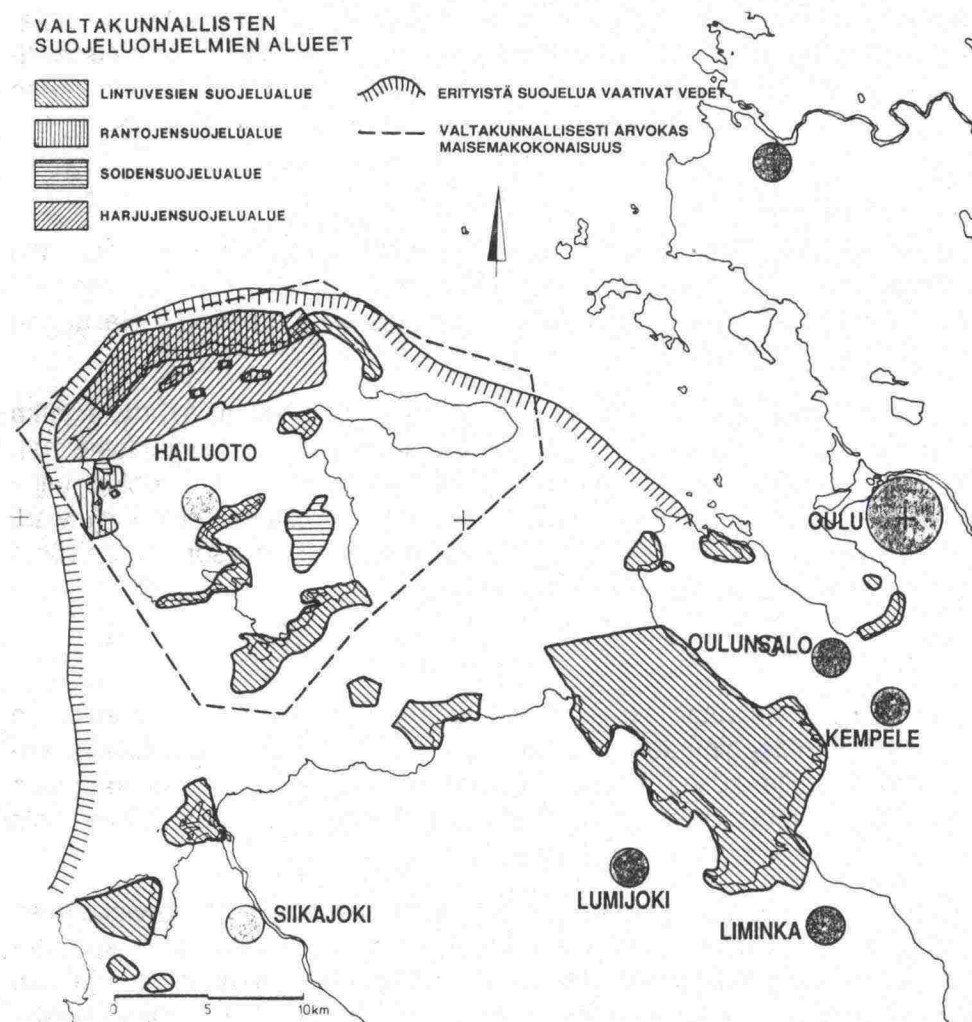 VALTAKUNNALLISTEN
SUOJELUOHJELMIEN ALUEET
LINTUVESIEN SUOJELUALUE
RANTOJENSUOJELUALUE
SOIDENSUOJELUALUE
HARJUJENSUOJELUALUE
ERITYISTÄ SUOJELUA VAATIVAT VEDET
VALTAKUNNALLISESTI ARVOKAS
MAISEMAKOKONAISUUS
HAILUOTO
OULU
OULUNSALO
KEMPELE
LUMIJOKI
LIMINKA
SIIKAJOKI
0 5 10km